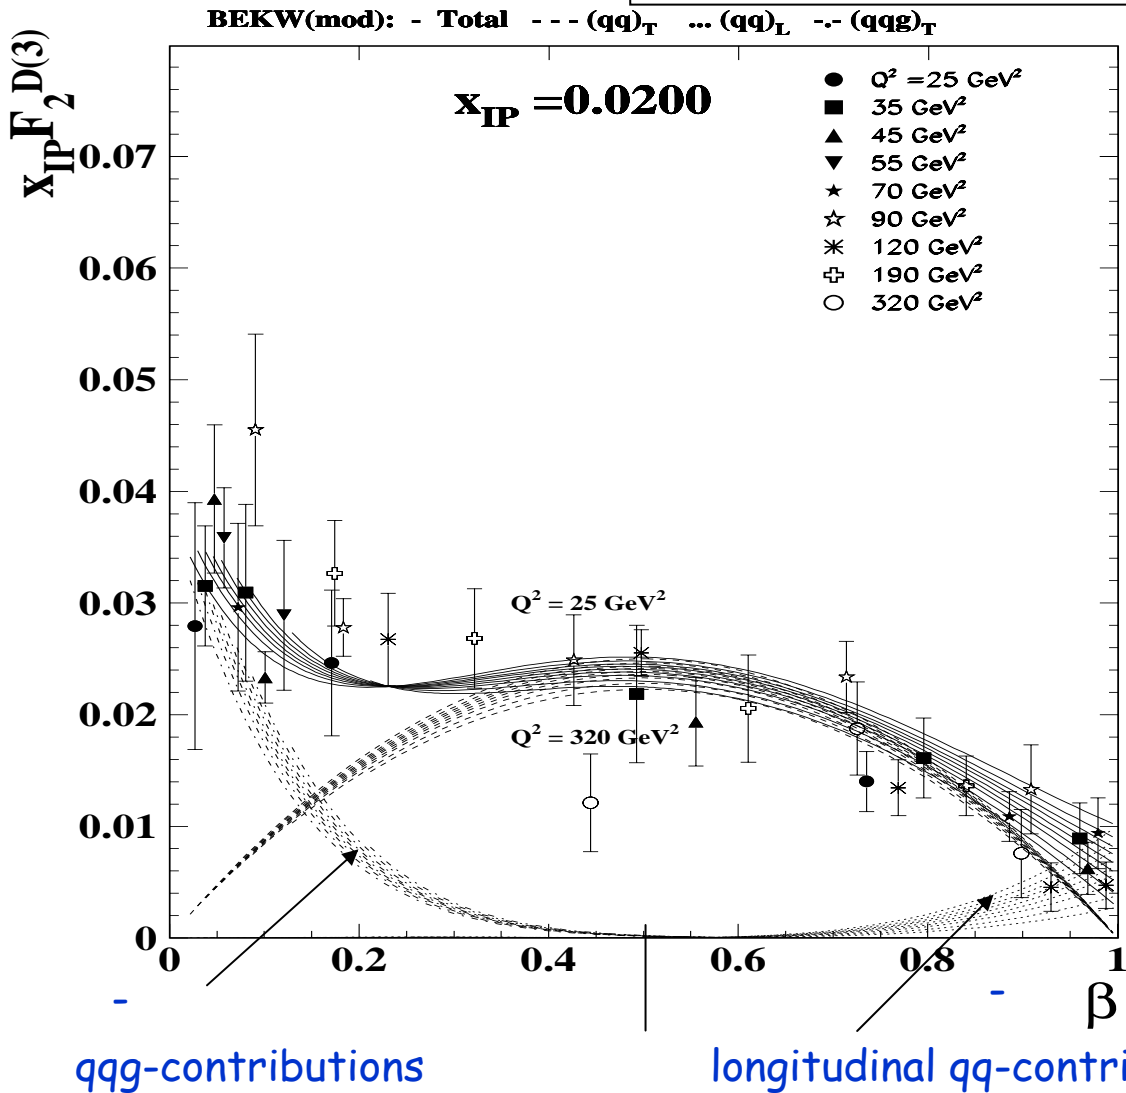 BEKW(mod): - Total - - - (qq)T ... (qq)L -.- (qqg)T
xIPF2D(3)
xIP =0.0200
Q² =25 GeV²
35 GeV²
45 GeV²
55 GeV²
70 GeV²
90 GeV²
120 GeV²
190 GeV²
320 GeV²
0.07
0.06
0.05
0.04
0.03
0.02
0.01
0
Q² = 25 GeV²
Q² = 320 GeV²
0 0.2 0.4 0.6 0.8 1
β
- -
qqg-contributions longitudinal qq-contri